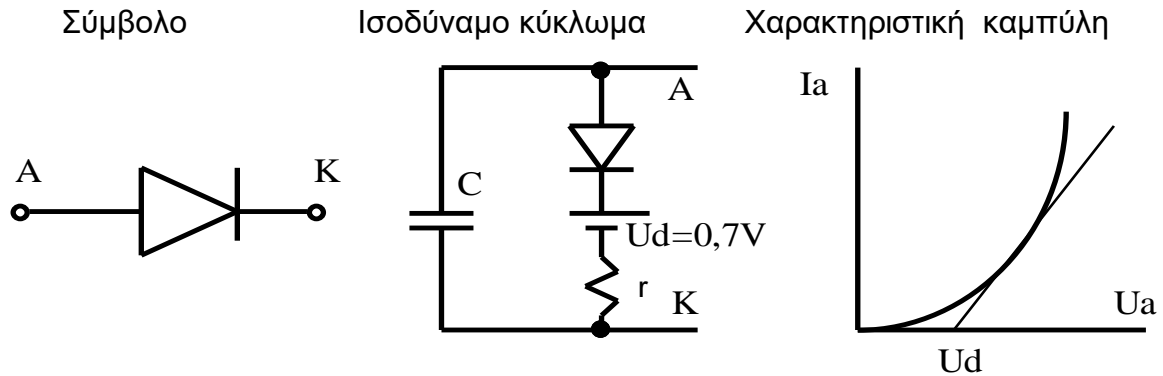 Σύμβολο
Ισοδύναμο κύκλωμα
Χαρακτηριστική καμπύλη
A
K
C
A
Ud=0,7V
r
K
Ia
Ua
Ud